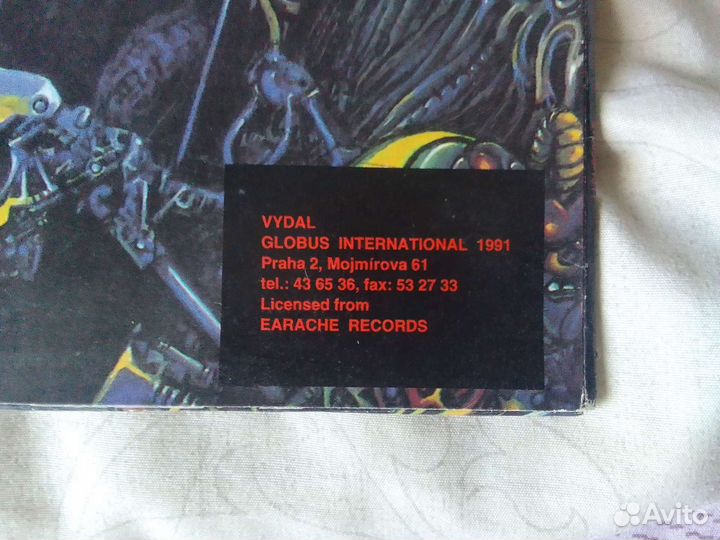 VYDAL
GLOBUS INTERNATIONAL 1991
Praha 2, Mojmírova 61
tel.: 43 65 36, fax: 53 27 33
Licensed from
EARACHE RECORDS
Avito